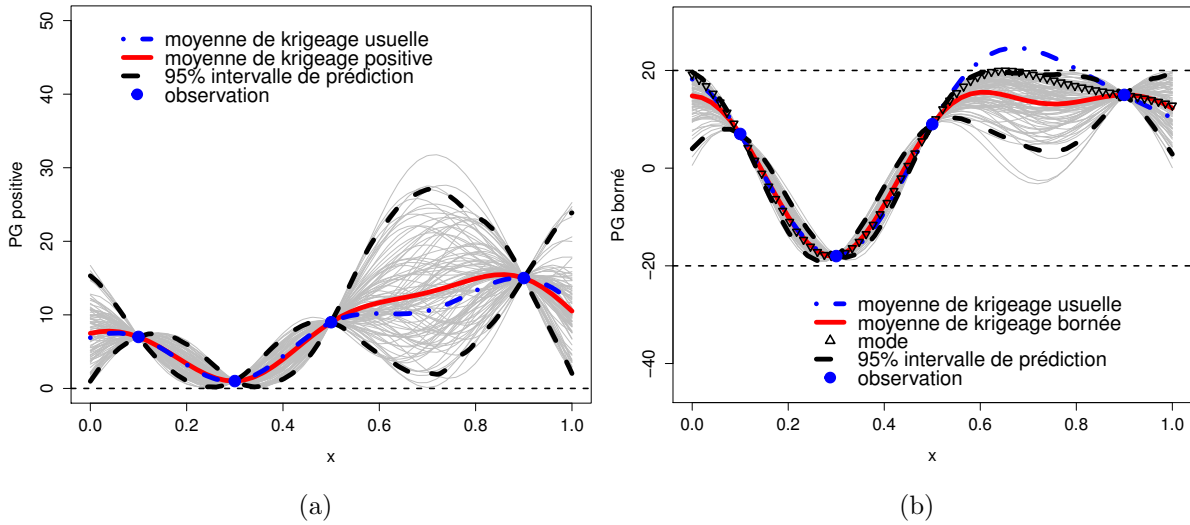 50
40
30
20
10
0
PG positive
moyenne de krigeage usuelle
moyenne de krigeage positive
95% intervalle de prédiction
observation
0.0 0.2 0.4 0.6 0.8 1.0
x
(a)
20
0
-20
-40
PG borné
moyenne de krigeage usuelle
moyenne de krigeage bornée
mode
95% intervalle de prédiction
observation
0.0 0.2 0.4 0.6 0.8 1.0
x
(b)